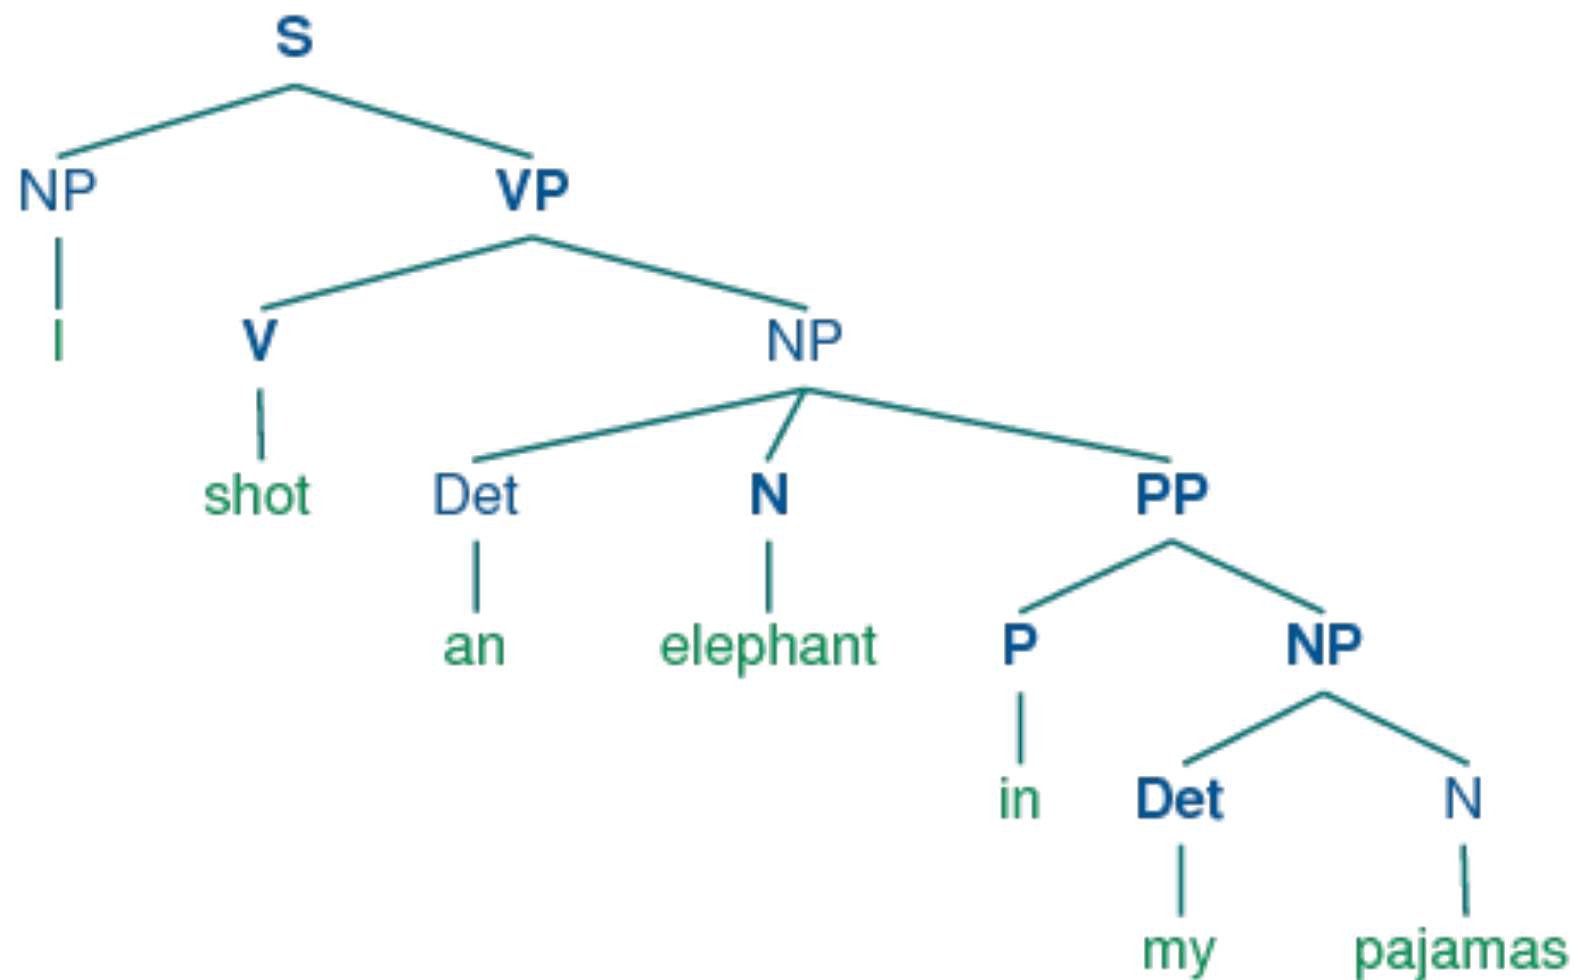 S
NP VP
I V NP
shot Det N PP
an elephant P NP
in Det N
my pajamas